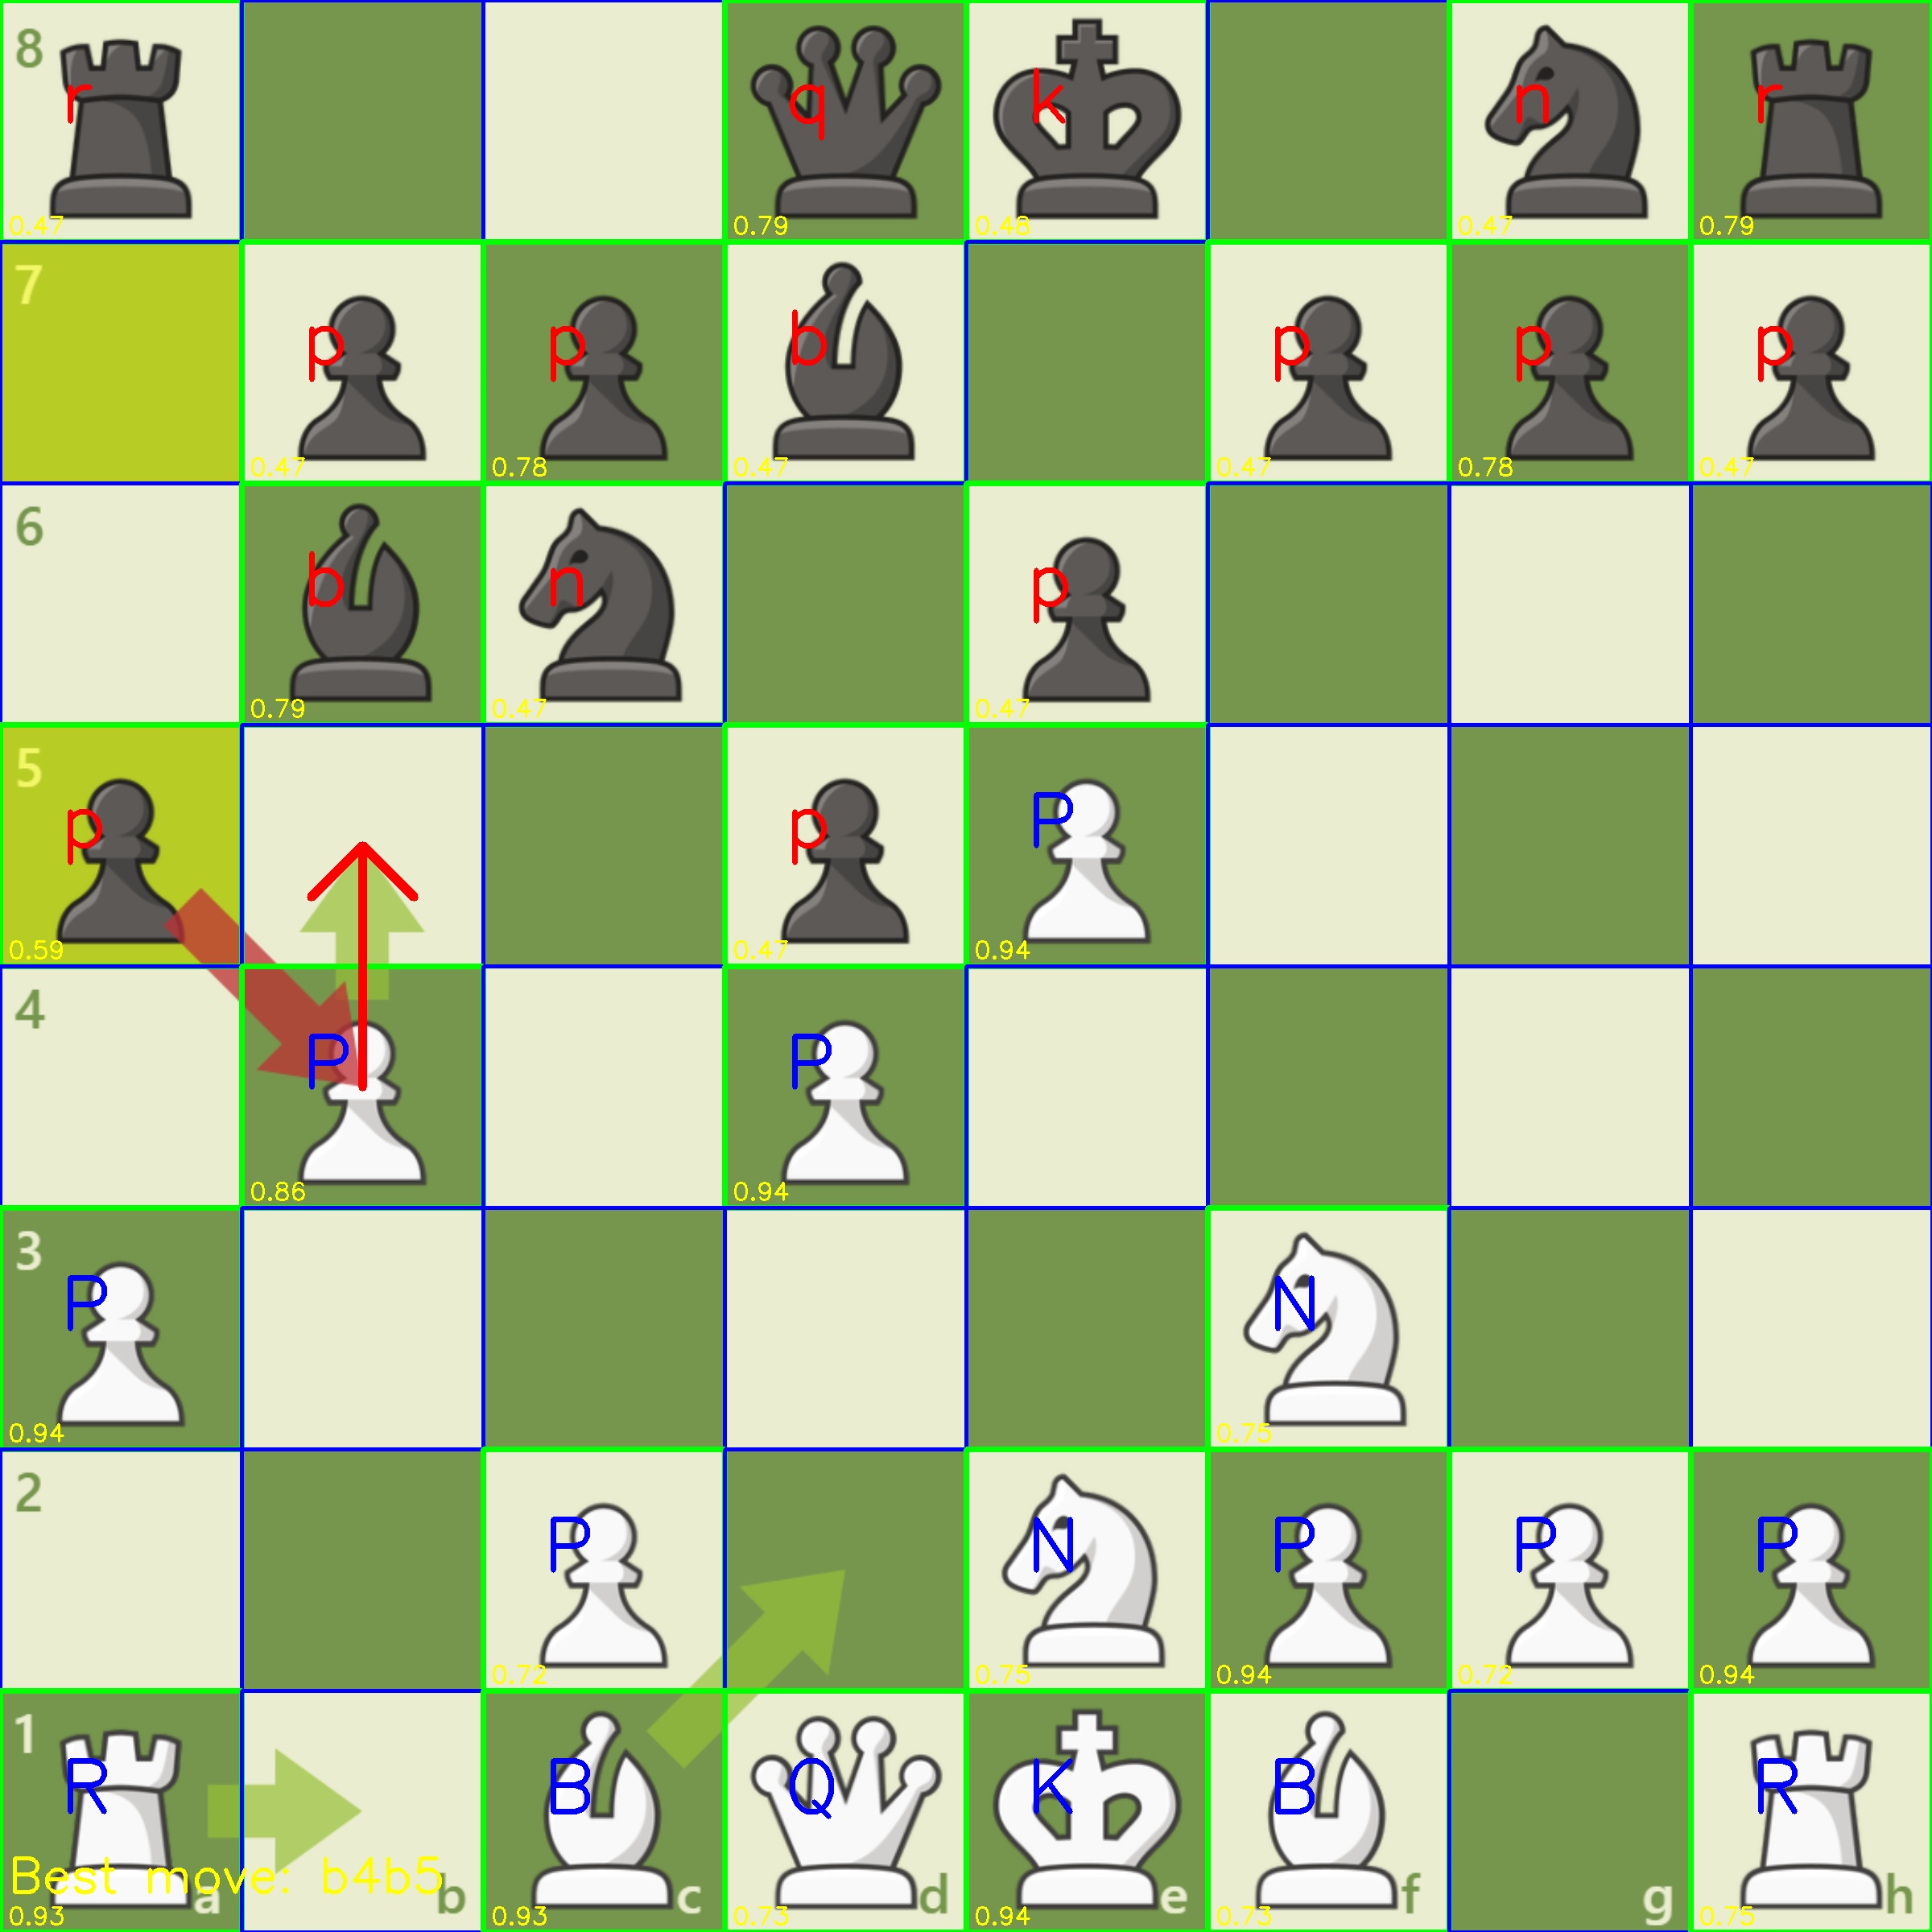 8 r q k n r
0.47 0.79 0.48 0.47 0.79
7 p p b p p p
0.47 0.78 0.47 0.47 0.78 0.47
6 b n p
0.79 0.47 0.47
5 p p P
0.59 0.47 0.94
4 P P
0.86 0.94
3 P N
0.94 0.75
2 P N P P P
0.72 0.75 0.94 0.72 0.94
1 R B Q K B R
Best move: b4b5
a b c d e f g h
0.93 0.93 0.73 0.94 0.73 0.75